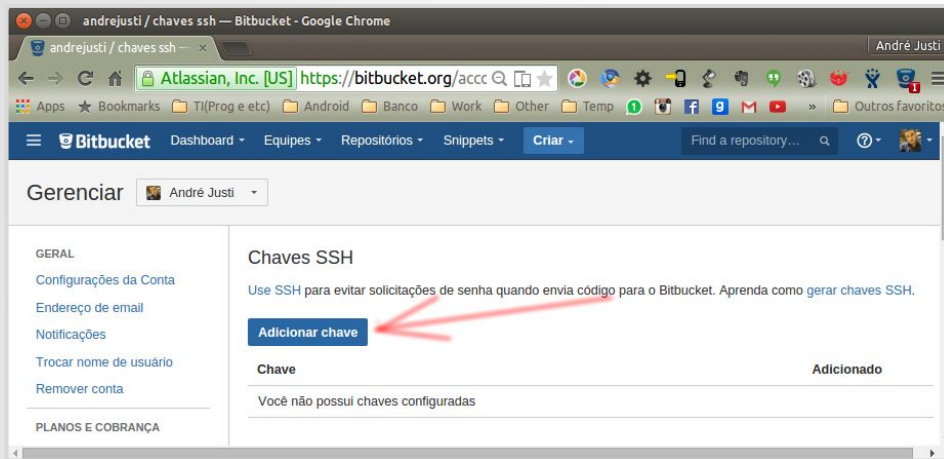 andrejusti / chaves ssh — Bitbucket - Google Chrome
andrejusti / chaves ssh — ×
André Justi
Atlassian, Inc. [US] https://bitbucket.org/accc
Apps Bookmarks TI(Prog e etc) Android Banco Work Other Temp 1 f g M » Outros favoritos
Bitbucket Dashboard Equipes Repositórios Snippets Criar Find a repository… ?
Gerenciar André Justi
GERAL
Configurações da Conta
Endereço de email
Notificações
Trocar nome de usuário
Remover conta
PLANOS E COBRANÇA
Chaves SSH
Use SSH para evitar solicitações de senha quando envia código para o Bitbucket. Aprenda como gerar chaves SSH.
Adicionar chave
Chave Adicionado
Você não possui chaves configuradas